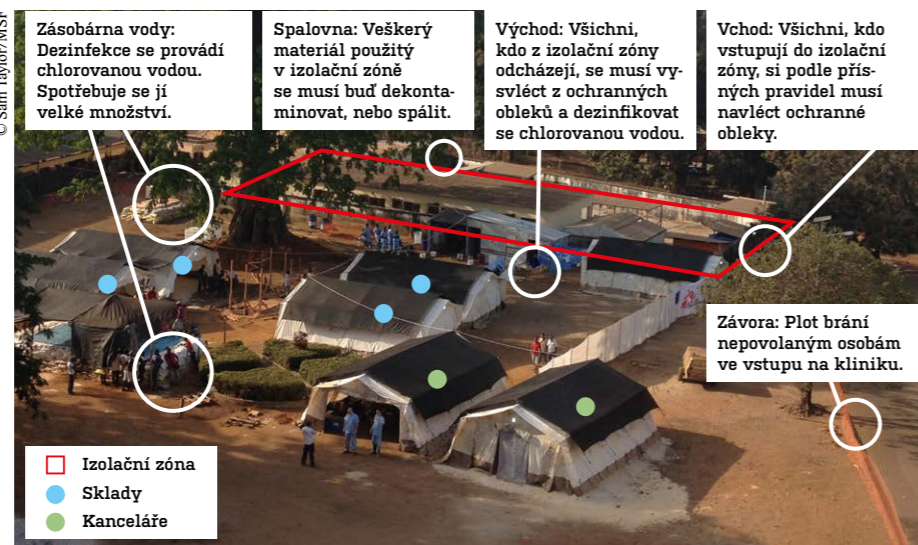 © Sam Taylor/MSF
Zásobárna vody:
Dezinfekce se provádí
chlorovanou vodou.
Spotřebuje se jí
velké množství.
Spalovna: Veškerý
materiál použitý
v izolační zóně
se musí buď dekonta-
minovat, nebo spálit.
Východ: Všichni,
kdo z izolační zóny
odcházejí, se musí vy-
svléct z ochranných
obleků a dezinfikovat
se chlorovanou vodou.
Vchod: Všichni, kdo
vstupují do izolační
zóny, si podle přís-
ných pravidel musí
navléct ochranné
obleky.
Závora: Plot brání
nepovolaným osobám
ve vstupu na kliniku.
Izolační zóna
Sklady
Kanceláře